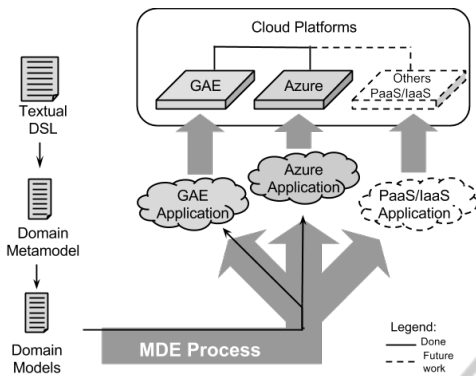 Cloud Platforms
GAE
Azure
Others
PaaS/IaaS
Textual
DSL
GAE
Application
Azure
Application
PaaS/IaaS
Application
Domain
Metamodel
Domain
Models
MDE Process
Legend:
Done
Future
work